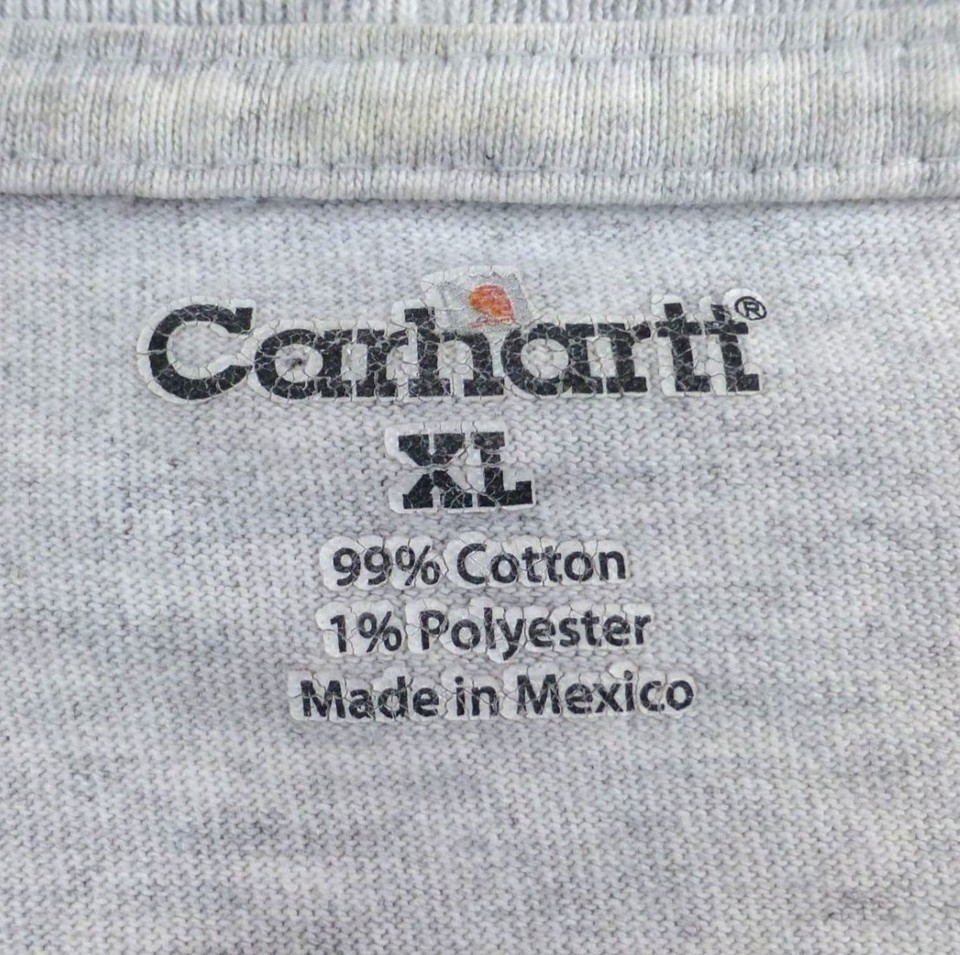 Carhartt®
XL
99% Cotton
1% Polyester
Made in Mexico